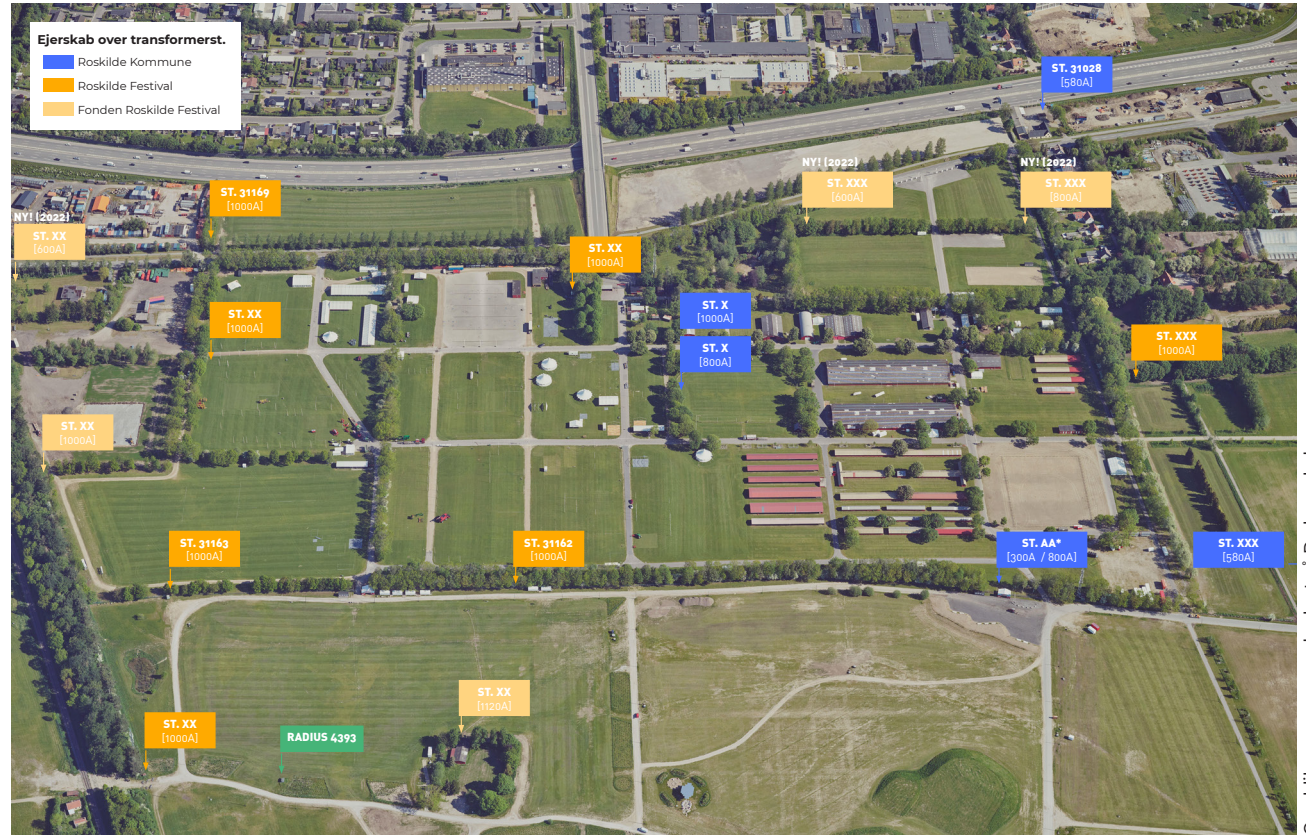 Ejerskab over transformerst.
Roskilde Kommune
Roskilde Festival
Fonden Roskilde Festival
ST. 31028
[580A]
NY! (2022)
ST. XXX
[600A]
NY! (2022)
ST. XXX
[800A]
ST. 31169
[1000A]
NY! (2022)
ST. XX
[600A]
ST. XX
[1000A]
ST. XX
[1000A]
ST. X
[1000A]
ST. X
[800A]
ST. XXX
[1000A]
ST. XX
[1000A]
ST. 31163
[1000A]
ST. 31162
[1000A]
ST. AA*
[300A / 800A]
ST. XXX
[580A]
ST. XX
[1120A]
ST. XX
[1000A]
RADIUS 4393